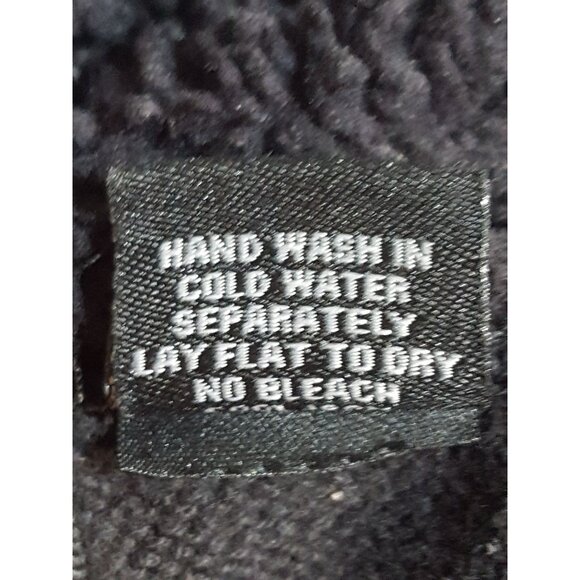 HAND WASH IN
COLD WATER
SEPARATELY
LAY FLAT TO DRY
NO BLEACH